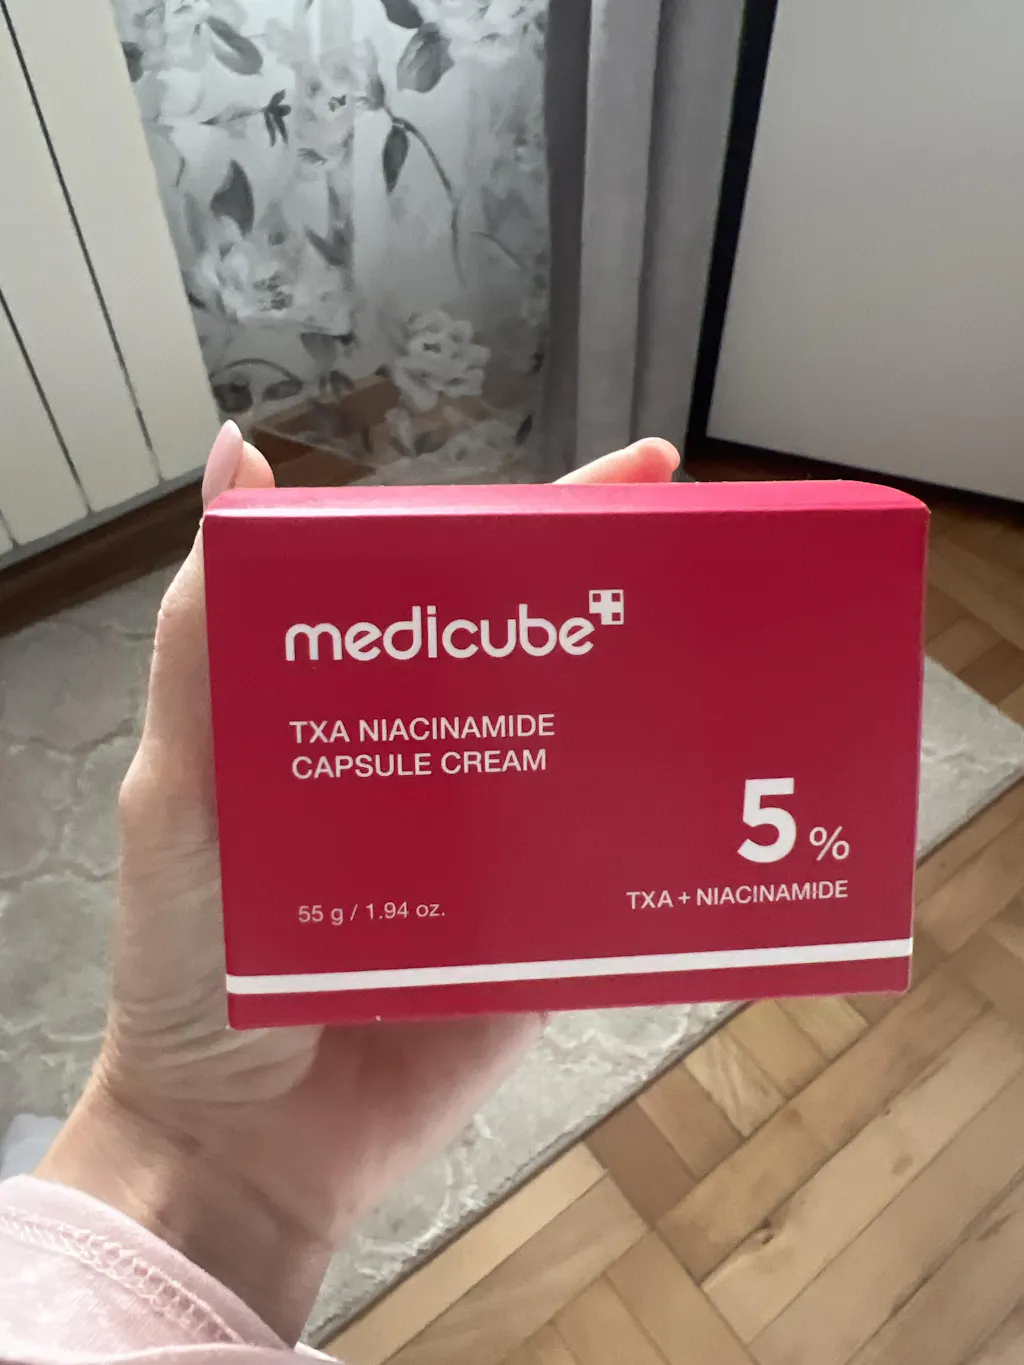 medicube
TXA NIACINAMIDE
CAPSULE CREAM
5 %
TXA + NIACINAMIDE
55 g / 1.94 oz.